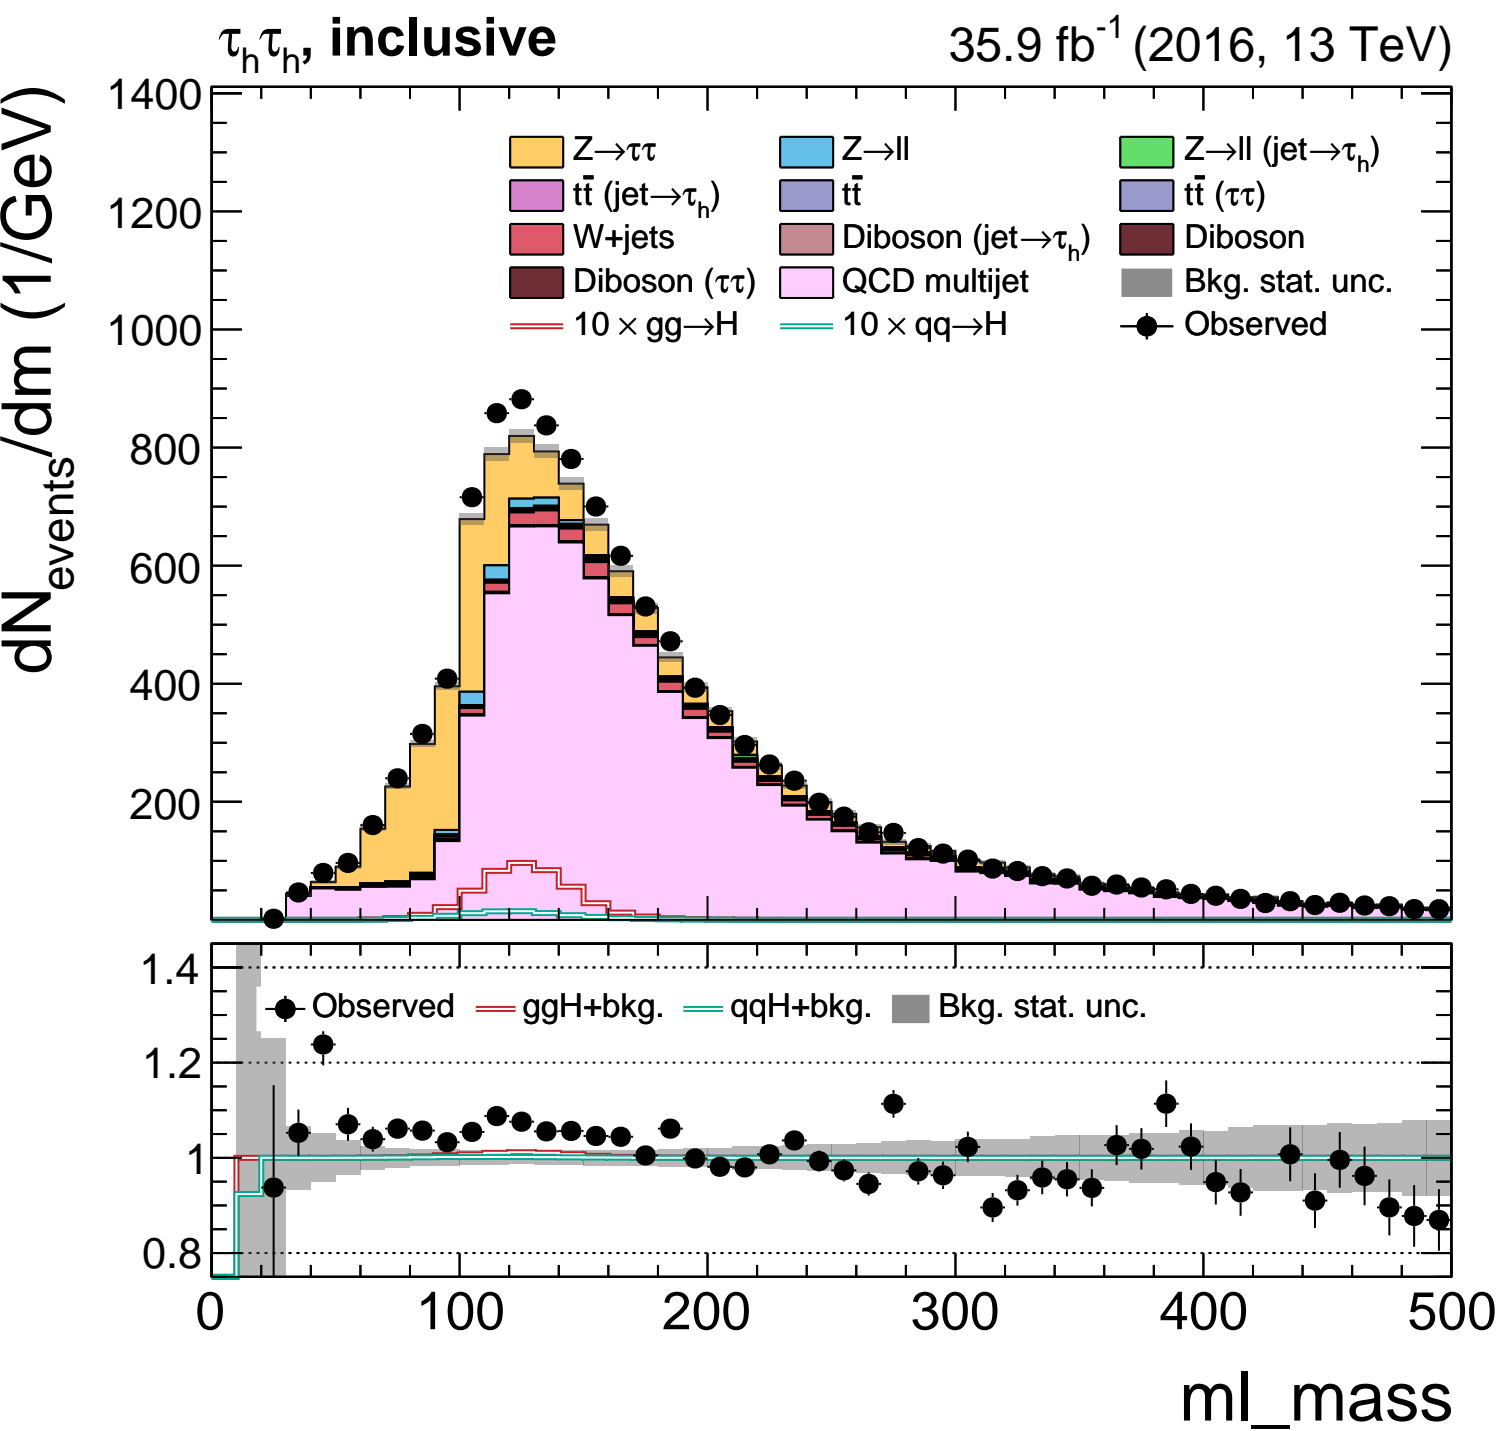 τhτh, inclusive
35.9 fb-1 (2016, 13 TeV)
dNevents/dm (1/GeV)
1400
1200
1000
800
600
400
200
Z→ττ
Z→ll
Z→ll (jet→τh)
tt̄ (jet→τh)
tt̄
tt̄ (ττ)
W+jets
Diboson (jet→τh)
Diboson
Diboson (ττ)
QCD multijet
Bkg. stat. unc.
10 × gg→H
10 × qq→H
Observed
1.4
1.2
1
0.8
Observed
ggH+bkg.
qqH+bkg.
Bkg. stat. unc.
0
100
200
300
400
500
ml_mass